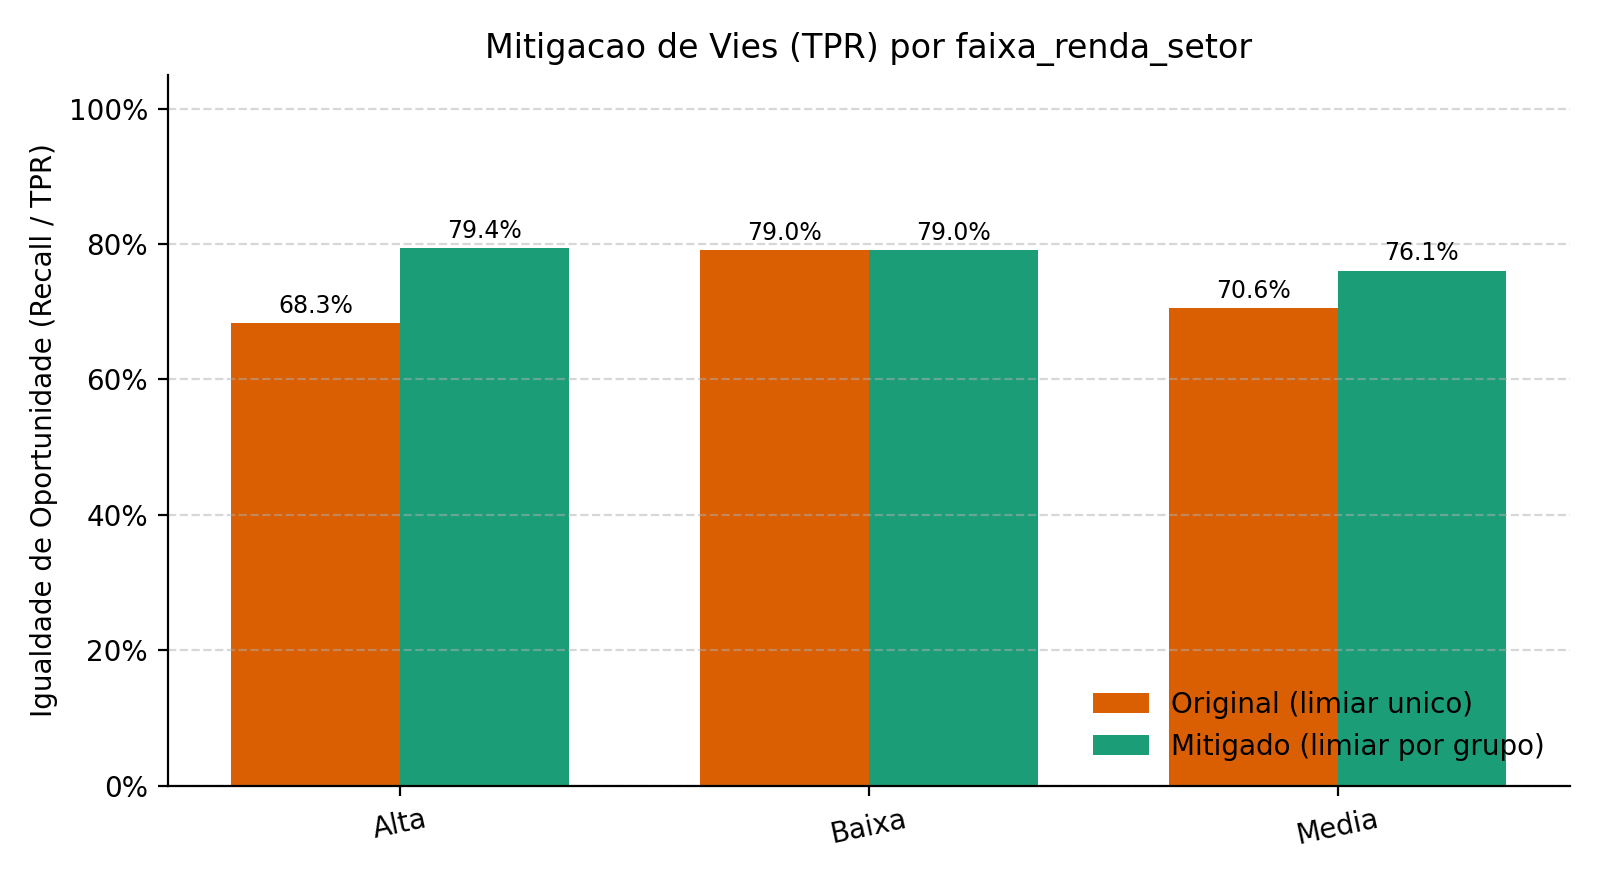 Mitigacao de Vies (TPR) por faixa_renda_setor
Igualdade de Oportunidade (Recall / TPR)
100%
80%
60%
40%
20%
0%
68.3%
79.4%
79.0%
79.0%
70.6%
76.1%
Original (limiar unico)
Mitigado (limiar por grupo)
Alta
Baixa
Media